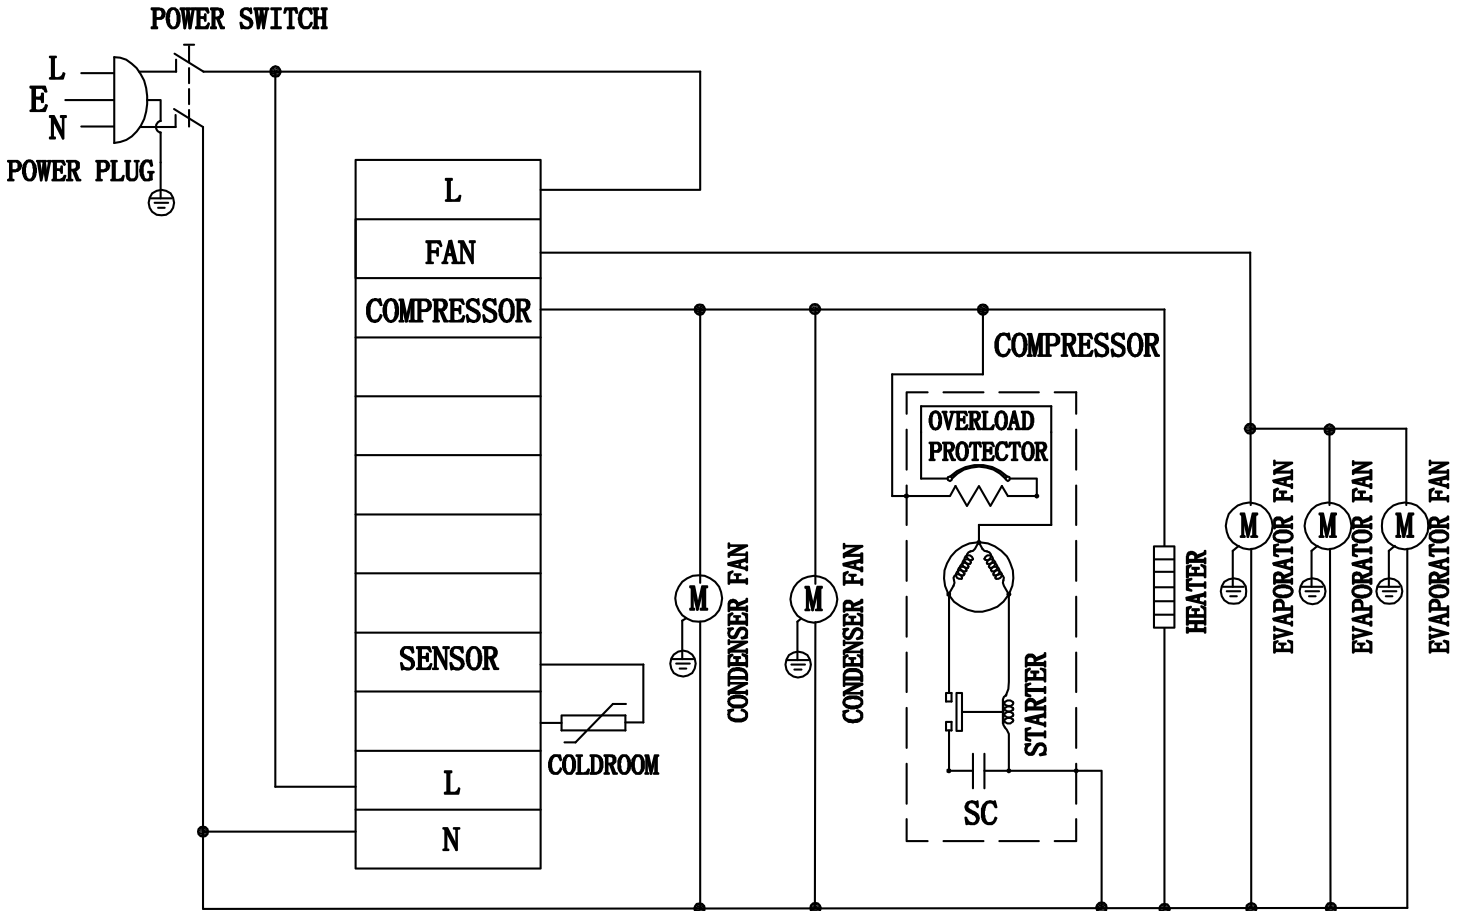 POWER SWITCH
L
E
N
POWER PLUG
L
FAN
COMPRESSOR
SENSOR
L
N
COLDROOM
M
CONDENSER FAN
M
CONDENSER FAN
COMPRESSOR
OVERLOAD
PROTECTOR
STARTER
SC
HEATER
M
EVAPORATOR FAN
M
EVAPORATOR FAN
M
EVAPORATOR FAN